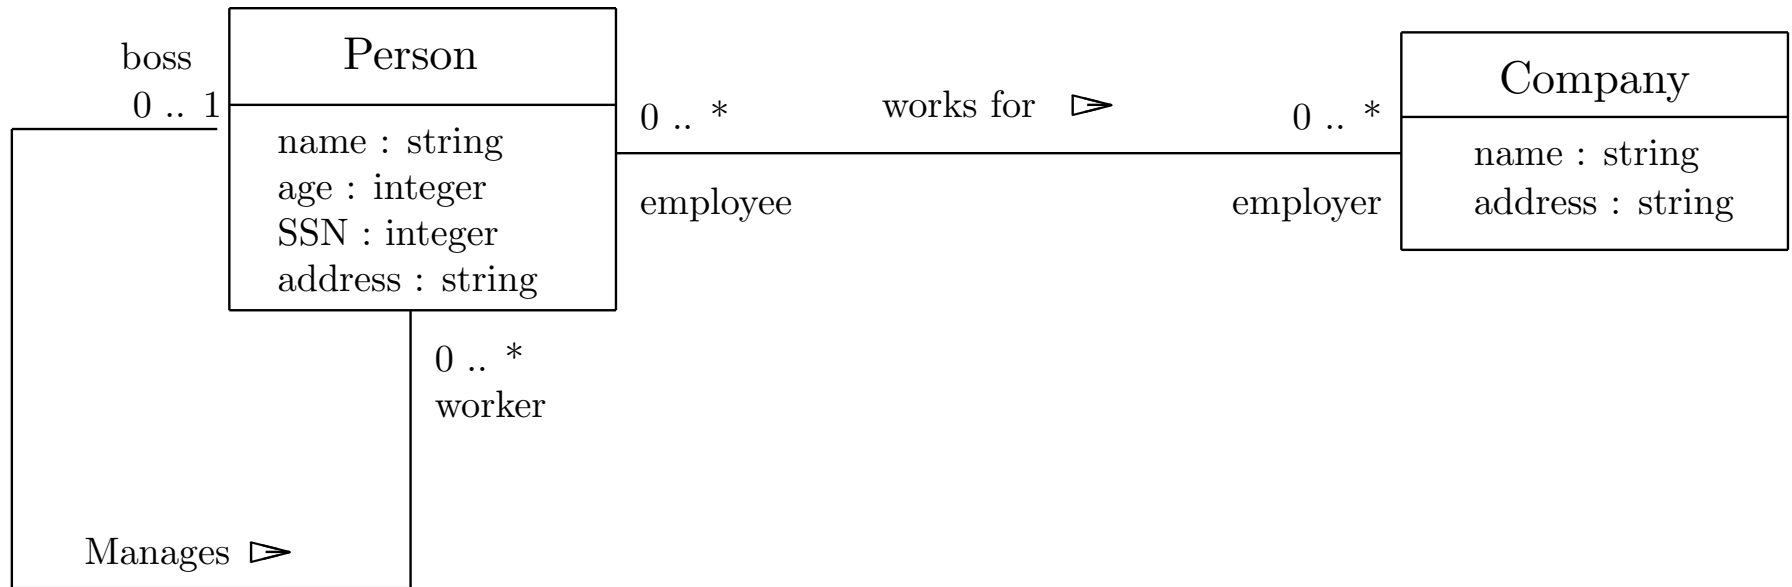 boss
0 .. 1
Person
name : string
age : integer
SSN : integer
address : string
0 .. *
works for
0 .. *
employee
employer
Company
name : string
address : string
0 .. *
worker
Manages